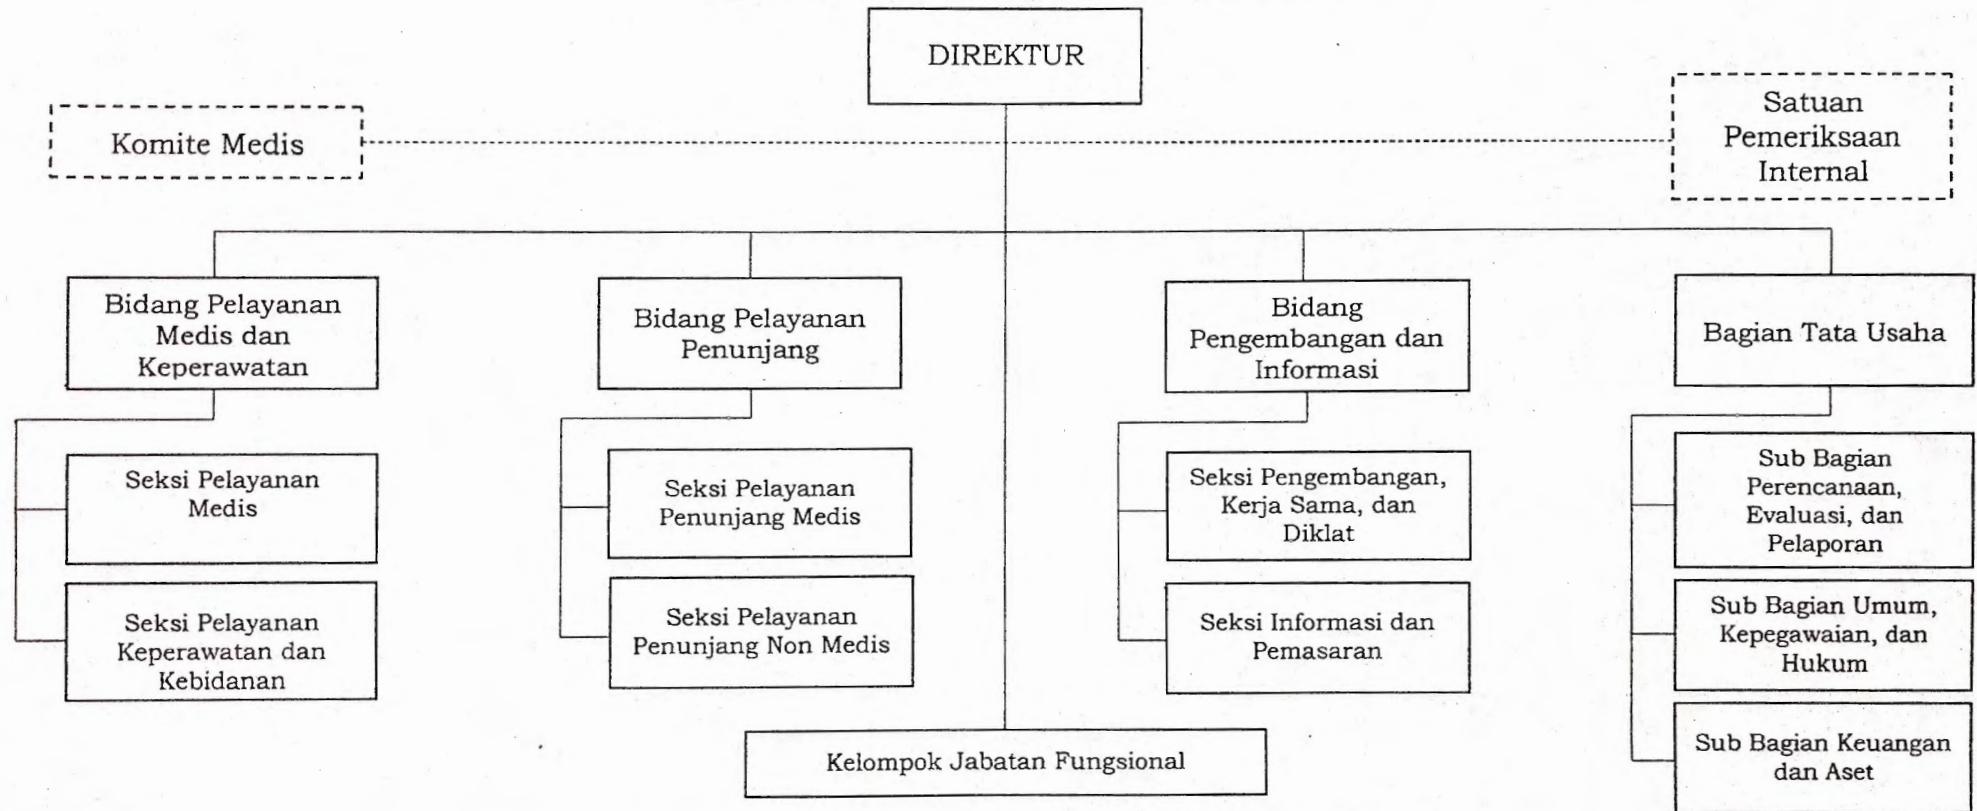 DIREKTUR
Komite Medis
Satuan
Pemeriksaan
Internal
Bidang Pelayanan
Medis dan
Keperawatan
Bidang Pelayanan
Penunjang
Bidang
Pengembangan dan
Informasi
Bagian Tata Usaha
Seksi Pelayanan
Medis
Seksi Pelayanan
Keperawatan dan
Kebidanan
Seksi Pelayanan
Penunjang Medis
Seksi Pelayanan
Penunjang Non Medis
Seksi Pengembangan,
Kerja Sama, dan
Diklat
Seksi Informasi dan
Pemasaran
Sub Bagian
Perencanaan,
Evaluasi, dan
Pelaporan
Sub Bagian Umum,
Kepegawaian, dan
Hukum
Sub Bagian Keuangan
dan Aset
Kelompok Jabatan Fungsional